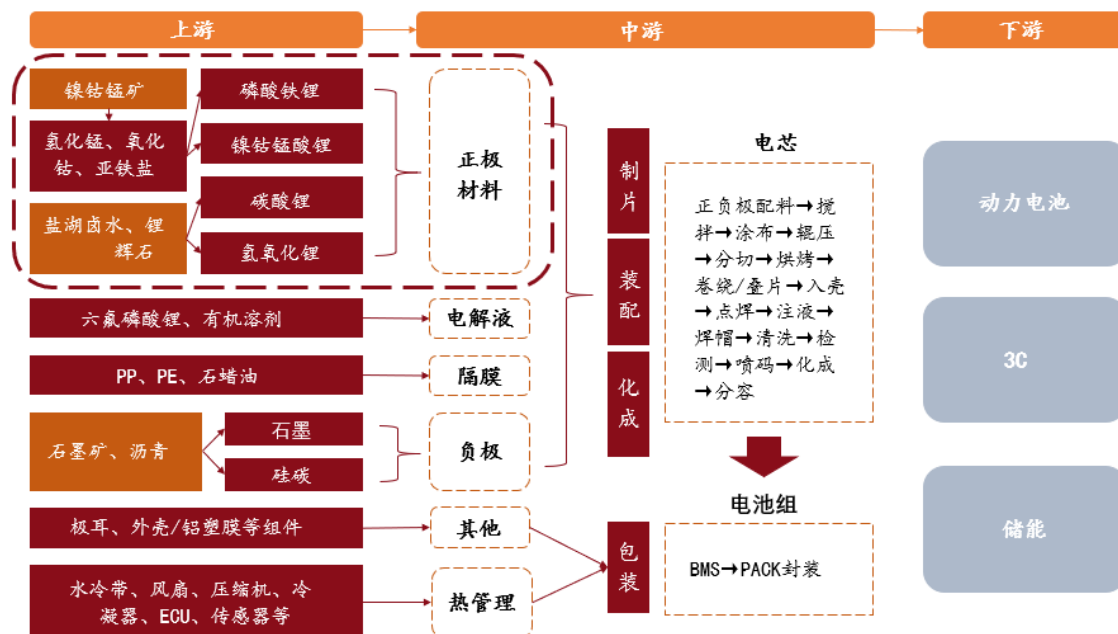 上游
中游
下游
镍钴锰矿
氢化锰、氧化
钴、亚铁盐
盐湖卤水、锂
辉石
磷酸铁锂
镍钴锰酸锂
碳酸锂
氢氧化锂
正极
材料
六氟磷酸锂、有机溶剂
电解液
PP、PE、石蜡油
隔膜
石墨矿、沥青
石墨
硅碳
负极
极耳、外壳/铝塑膜等组件
其他
水冷带、风扇、压缩机、冷
凝器、ECU、传感器等
热管理
制片
装配
化成
电芯
正负极配料→搅
拌→涂布→辊压
→分切→烘烤→
卷绕/叠片→入壳
→点焊→注液→
焊帽→清洗→检
测→喷码→化成
→分容
电池组
包装
BMS→PACK封装
动力电池
3C
储能